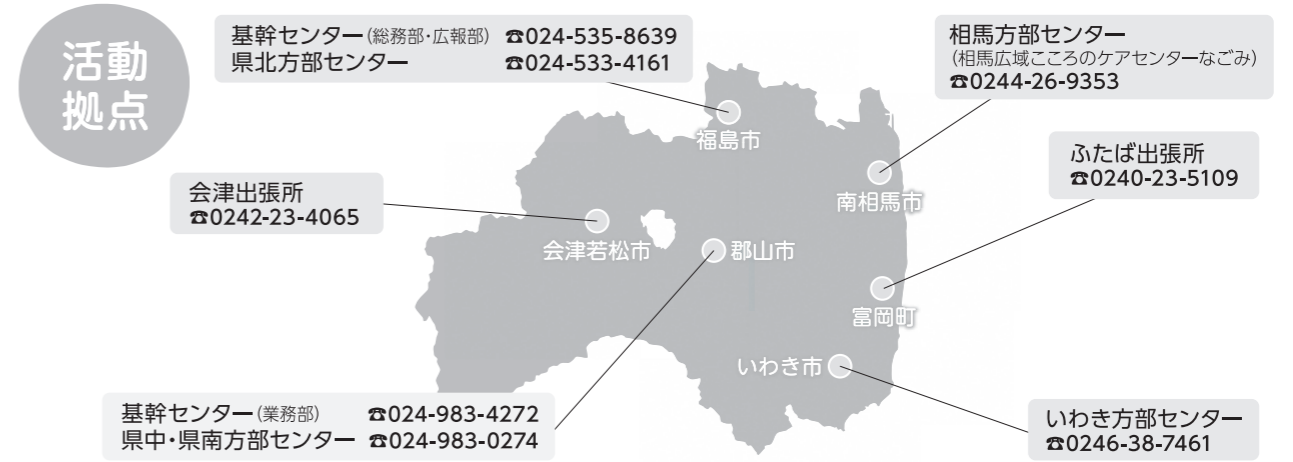 活動
拠点
基幹センター(総務部・広報部) ☎024-535-8639
県北方部センター ☎024-533-4161
相馬方部センター
(相馬広域こころのケアセンターなごみ)
☎0244-26-9353
福島市
ふたば出張所
☎0240-23-5109
南相馬市
会津出張所
☎0242-23-4065
会津若松市
郡山市
富岡町
いわき市
基幹センター(業務部) ☎024-983-4272
県中・県南方部センター ☎024-983-0274
いわき方部センター
☎0246-38-7461